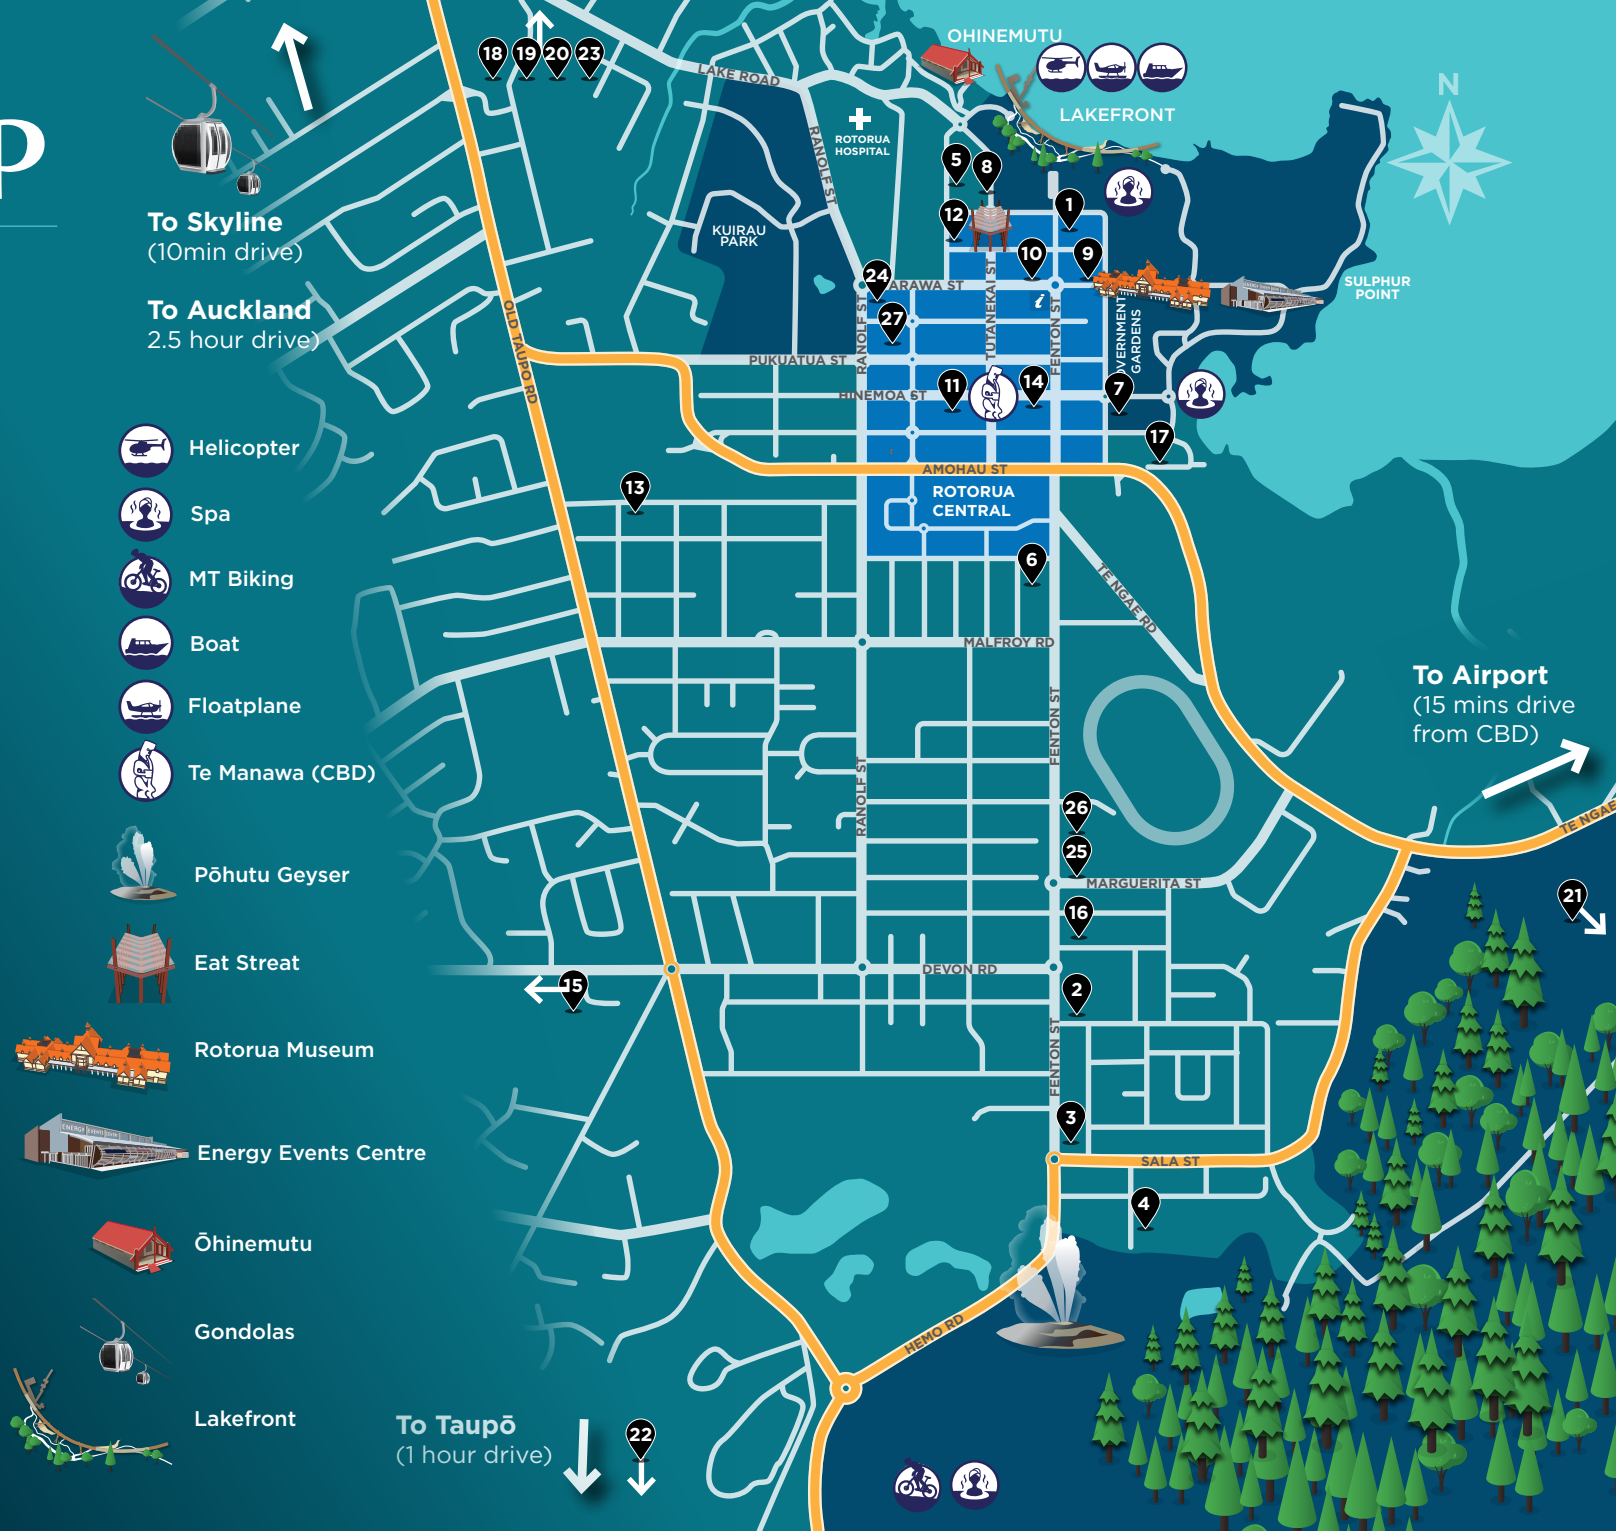 P
To Skyline
(10min drive)
To Auckland
2.5 hour drive)
Helicopter
Spa
MT Biking
Boat
Floatplane
Te Manawa (CBD)
Pōhutu Geyser
Eat Streat
Rotorua Museum
Energy Events Centre
Ōhinemutu
Gondolas
Lakefront
To Taupō
(1 hour drive)
22
18
19
20
23
LAKE ROAD
RANOLF ST
ROTORUA
HOSPITAL
OHINEMUTU
LAKEFRONT
N
5
8
12
1
10
9
KUIRAU
PARK
24
ARAWA ST
27
i
SULPHUR
POINT
OLD TAUPO RD
RANOLF ST
TUTANEKAI ST
FENTON ST
OVERNMENT
GARDENS
PUKUATUA ST
HINEMOA ST
11
14
7
17
AMOHAU ST
ROTORUA
CENTRAL
13
6
TE NGAE RD
MALFROY RD
FENTON ST
RANOLF ST
To Airport
(15 mins drive
from CBD)
TE NGAE
26
25
MARGUERITA ST
16
21
DEVON RD
15
2
FENTON ST
3
SALA ST
4
HEMO RD